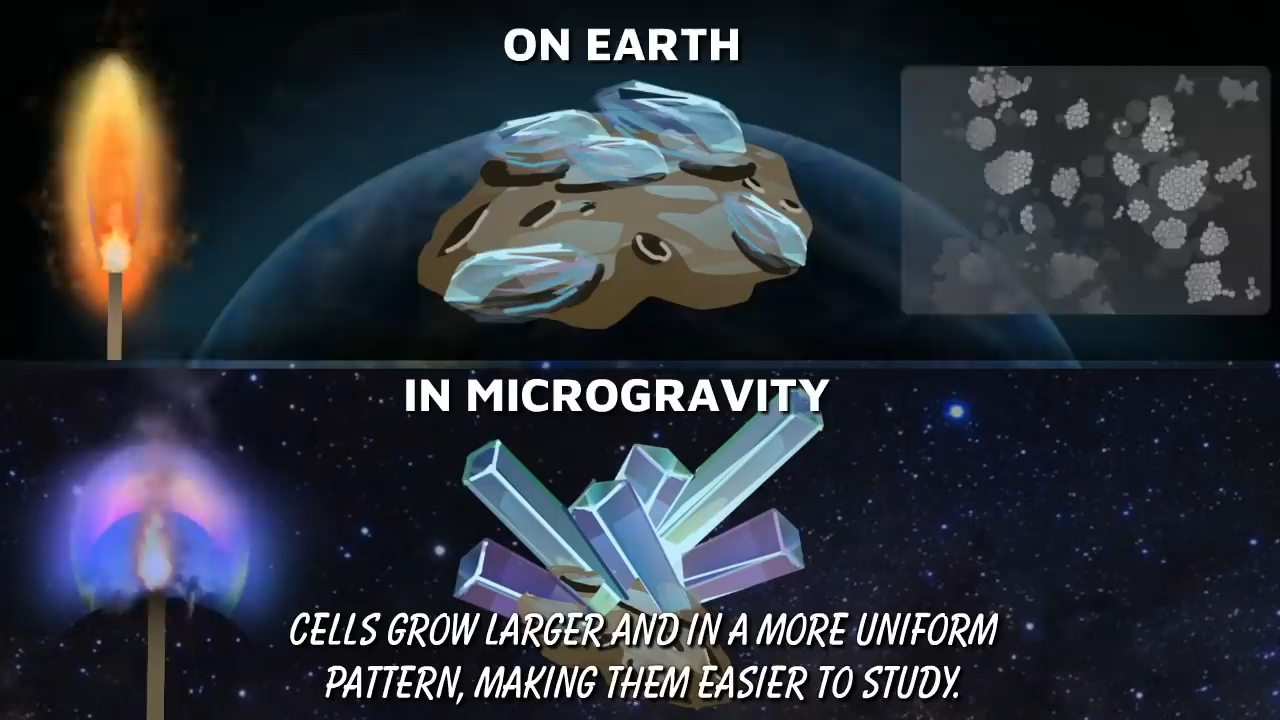 ON EARTH
IN MICROGRAVITY
CELLS GROW LARGER AND IN A MORE UNIFORM
PATTERN, MAKING THEM EASIER TO STUDY.